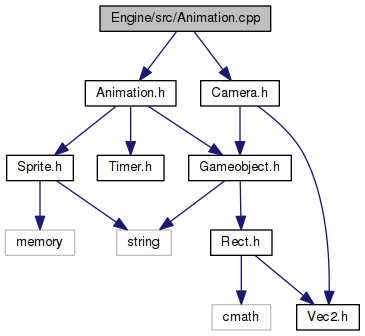 Engine/src/Animation.cpp
Animation.h
Camera.h
Sprite.h
Timer.h
Gameobject.h
memory
string
Rect.h
cmath
Vec2.h